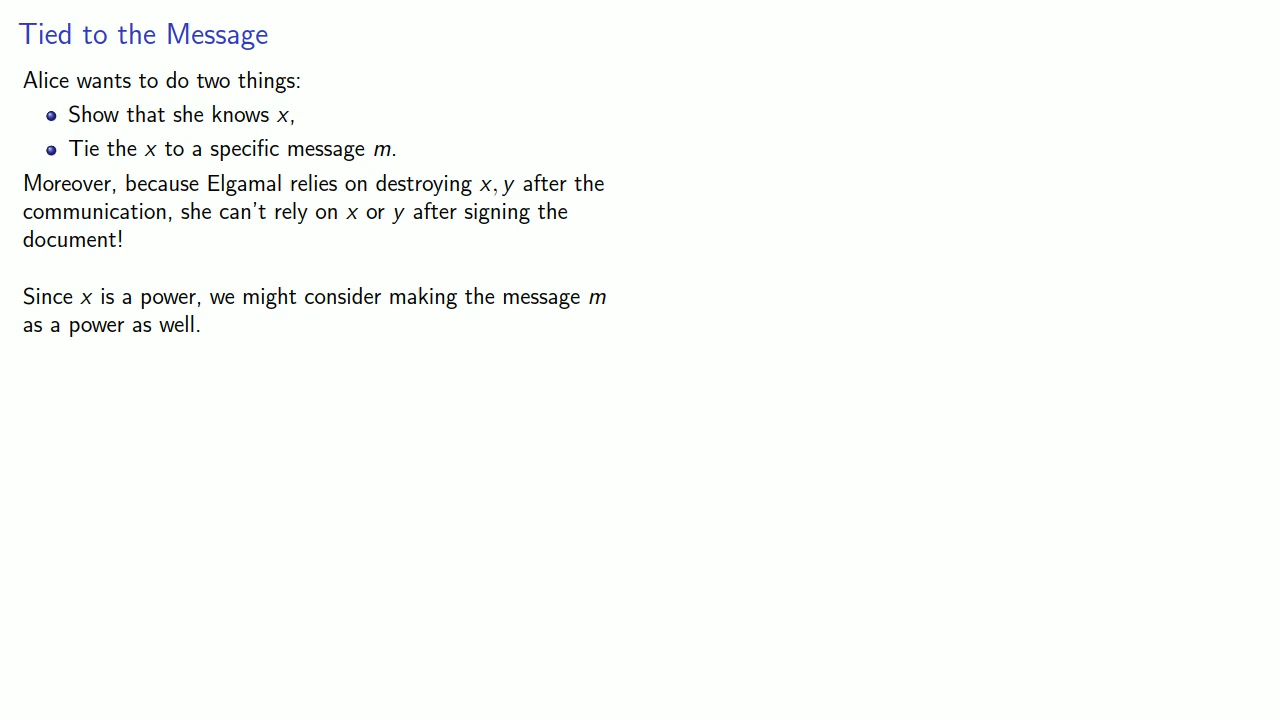 Tied to the Message
Alice wants to do two things:
Show that she knows x,
Tie the x to a specific message m.
Moreover, because Elgamal relies on destroying x, y after the
communication, she can't rely on x or y after signing the
document!
Since x is a power, we might consider making the message m
as a power as well.